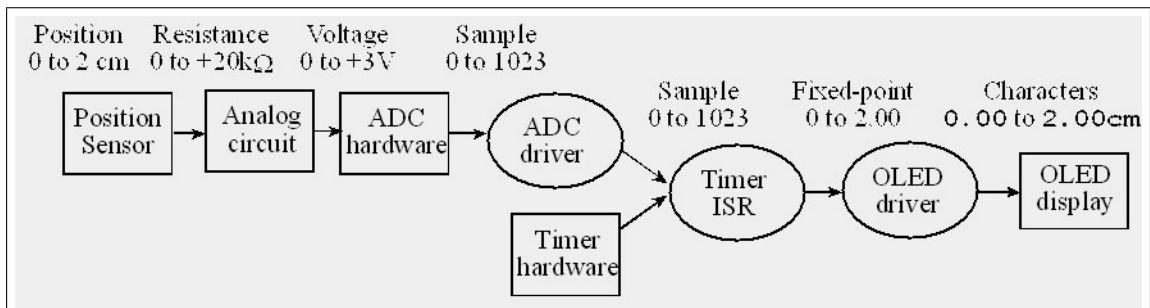 Position Resistance Voltage Sample
0 to 2 cm 0 to +20kΩ 0 to +3V 0 to 1023
Position
Sensor
Analog
circuit
ADC
hardware
ADC
driver
Sample Fixed-point Characters
0 to 1023 0 to 2.00 0.00 to 2.00cm
Timer
hardware
Timer
ISR
OLED
driver
OLED
display